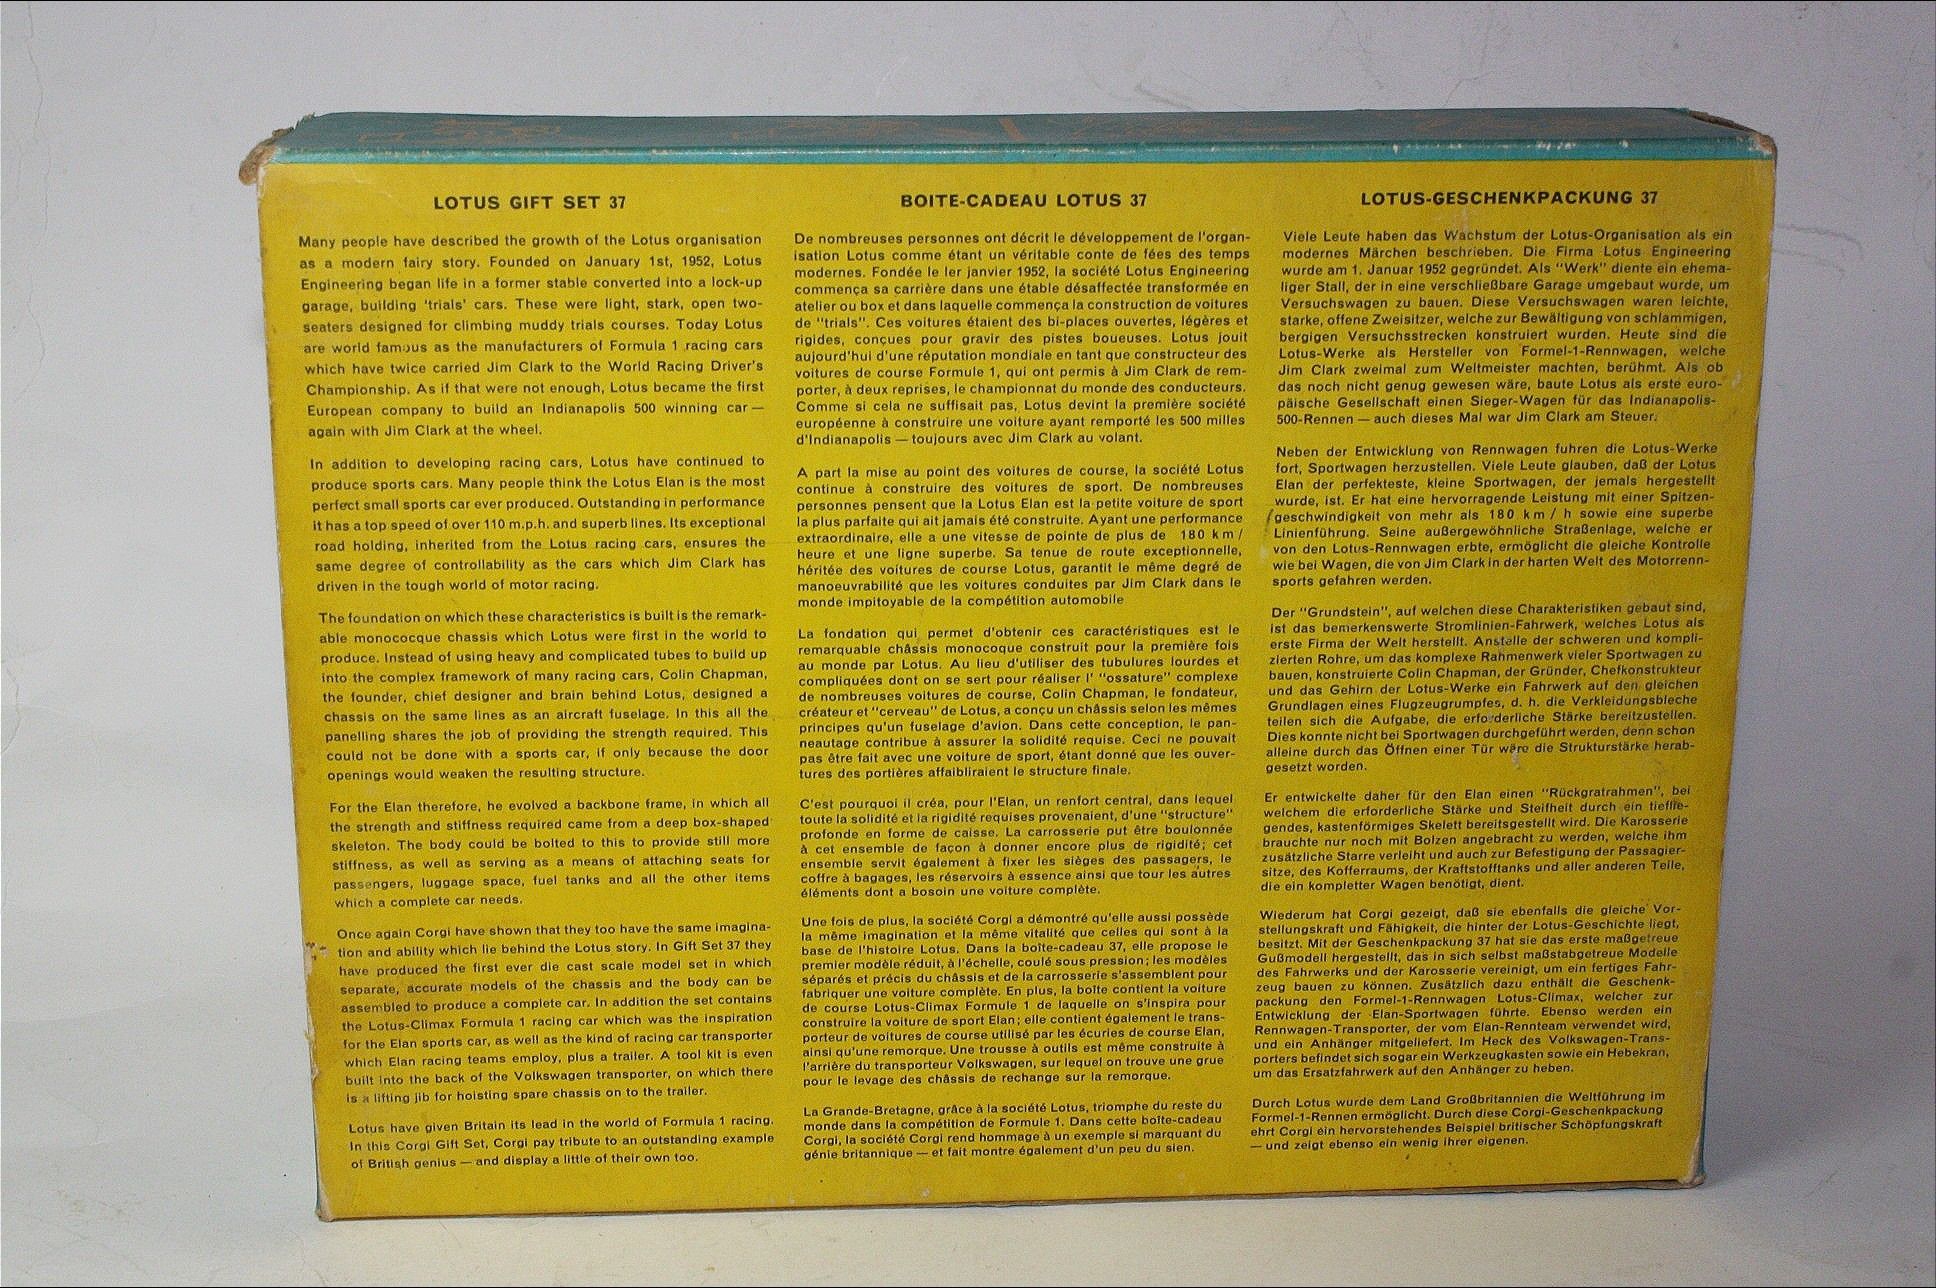 LOTUS GIFT SET 37
Many people have described the growth of the Lotus organisation
as a modern fairy story. Founded on January 1st, 1952, Lotus
Engineering began life in a former stable converted into a lock-up
garage, building 'trials' cars. These were light, stark, open two-
seaters designed for climbing muddy trials courses. Today Lotus
are world famous as the manufacturers of Formula 1 racing cars
which have twice carried Jim Clark to the World Racing Driver's
Championship. As if that were not enough, Lotus became the first
European company to build an Indianapolis 500 winning car —
again with Jim Clark at the wheel.
In addition to developing racing cars, Lotus have continued to
produce sports cars. Many people think the Lotus Elan is the most
perfect small sports car ever produced. Outstanding in performance
it has a top speed of over 110 m.p.h. and superb lines. Its exceptional
road holding, inherited from the Lotus racing cars, ensures the
same degree of controllability as the cars which Jim Clark has
driven in the tough world of motor racing.
The foundation on which these characteristics is built is the remark-
able monococque chassis which Lotus were first in the world to
produce. Instead of using heavy and complicated tubes to build up
into the complex framework of many racing cars, Colin Chapman,
the founder, chief designer and brain behind Lotus, designed a
chassis on the same lines as an aircraft fuselage. In this all the
panelling shares the job of providing the strength required. This
could not be done with a sports car, if only because the door
openings would weaken the resulting structure.
For the Elan therefore, he evolved a backbone frame, in which all
the strength and stiffness required came from a deep box-shaped
skeleton. The body could be bolted to this to provide still more
stiffness, as well as serving as a means of attaching seats for
passengers, luggage space, fuel tanks and all the other items
which a complete car needs.
Once again Corgi have shown that they too have the same imagina-
tion and ability which lie behind the Lotus story. In Gift Set 37 they
have produced the first ever die cast scale model set in which
separate, accurate models of the chassis and the body can be
assembled to produce a complete car. In addition the set contains
the Lotus-Climax Formula 1 racing car which was the inspiration
for the Elan sports car, as well as the kind of racing car transporter
which Elan racing teams employ, plus a trailer. A tool kit is even
built into the back of the Volkswagen transporter, on which there
is a lifting jib for hoisting spare chassis on to the trailer.
Lotus have given Britain its lead in the world of Formula 1 racing.
In this Corgi Gift Set, Corgi pay tribute to an outstanding example
of British genius — and display a little of their own too.
BOITE-CADEAU LOTUS 37
De nombreuses personnes ont décrit le développement de l'organ-
isation Lotus comme étant un véritable conte de fées des temps
modernes. Fondée le ler janvier 1952, la société Lotus Engineering
commença sa carrière dans une étable désaffectée transformée en
atelier ou box et dans laquelle commença la construction de voitures
de "trials". Ces voitures étaient des bi-places ouvertes, légères et
rigides, conçues pour gravir des pistes boueuses. Lotus jouit
aujourd'hui d'une réputation mondiale en tant que constructeur des
voitures de course Formule 1, qui ont permis à Jim Clark de rem-
porter, à deux reprises, le championnat du monde des conducteurs.
Comme si cela ne suffisait pas, Lotus devint la première société
européenne à construire une voiture ayant remporté les 500 milles
d'Indianapolis — toujours avec Jim Clark au volant.
A part la mise au point des voitures de course, la société Lotus
continue à construire des voitures de sport. De nombreuses
personnes pensent que la Lotus Elan est la petite voiture de sport
la plus parfaite qui ait jamais été construite. Ayant une performance
extraordinaire, elle a une vitesse de pointe de plus de 180 km/
heure et une ligne superbe. Sa tenue de route exceptionnelle,
héritée des voitures de course Lotus, garantit le même degré de
manoeuvrabilité que les voitures conduites par Jim Clark dans le
monde impitoyable de la compétition automobile
La fondation qui permet d'obtenir ces caractéristiques est le
remarquable châssis monocoque construit pour la première fois
au monde par Lotus. Au lieu d'utiliser des tubulures lourdes et
compliquées dont on se sert pour réaliser l' "ossature" complexe
de nombreuses voitures de course, Colin Chapman, le fondateur,
créateur et "cerveau" de Lotus, a conçu un châssis selon les mêmes
principes qu'un fuselage d'avion. Dans cette conception, le pan-
neautage contribue à assurer la solidité requise. Ceci ne pouvait
pas être fait avec une voiture de sport, étant donné que les ouver-
tures des portières affaibliraient le structure finale.
C'est pourquoi il créa, pour l'Elan, un renfort central, dans lequel
toute la solidité et la rigidité requises provenaient, d'une "structure"
profonde en forme de caisse. La carrosserie put être boulonnée
à cet ensemble de façon à donner encore plus de rigidité; cet
ensemble servit également à fixer les sièges des passagers, le
coffre à bagages, les réservoirs à essence ainsi que tour les autres
éléments dont a bosoin une voiture complète.
Une fois de plus, la société Corgi a démontré qu'elle aussi possède
la même imagination et la même vitalité que celles qui sont à la
base de l'histoire Lotus. Dans la boîte-cadeau 37, elle propose le
premier modèle réduit, à l'échelle, coulé sous pression; les modèles
séparés et précis du châssis et de la carrosserie s'assemblent pour
fabriquer une voiture complète. En plus, la boîte contient la voiture
de course Lotus-Climax Formule 1 de laquelle on s'inspira pour
construire la voiture de sport Elan; elle contient également le trans-
porteur de voitures de course utilisé par les écuries de course Elan,
ainsi qu'une remorque. Une trousse à outils est même construite à
l'arrière du transporteur Volkswagen, sur lequel on trouve une grue
pour le levage des châssis de rechange sur la remorque.
La Grande-Bretagne, grâce à la société Lotus, triomphe du reste du
monde dans la compétition de Formule 1. Dans cette boîte-cadeau
Corgi, la société Corgi rend hommage à un exemple si marquant du
génie britannique — et fait montre également d'un peu du sien.
LOTUS-GESCHENKPACKUNG 37
Viele Leute haben das Wachstum der Lotus-Organisation als ein
modernes Märchen beschrieben. Die Firma Lotus Engineering
wurde am 1. Januar 1952 gegründet. Als "Werk" diente ein ehema-
liger Stall, der in eine verschließbare Garage umgebaut wurde, um
Versuchswagen zu bauen. Diese Versuchswagen waren leichte,
starke, offene Zweisitzer, welche zur Bewältigung von schlammigen,
bergigen Versuchsstrecken konstruiert wurden. Heute sind die
Lotus-Werke als Hersteller von Formel-1-Rennwagen, welche
Jim Clark zweimal zum Weltmeister machten, berühmt. Als ob
das noch nicht genug gewesen wäre, baute Lotus als erste euro-
päische Gesellschaft einen Sieger-Wagen für das Indianapolis-
500-Rennen — auch dieses Mal war Jim Clark am Steuer.
Neben der Entwicklung von Rennwagen fuhren die Lotus-Werke
fort, Sportwagen herzustellen. Viele Leute glauben, daß der Lotus
Elan der perfekteste, kleine Sportwagen, der jemals hergestellt
wurde, ist. Er hat eine hervorragende Leistung mit einer Spitzen-
geschwindigkeit von mehr als 180 km / h sowie eine superbe
Linienführung. Seine außergewöhnliche Straßenlage, welche er
von den Lotus-Rennwagen erbte, ermöglicht die gleiche Kontrolle
wie bei Wagen, die von Jim Clark in der harten Welt des Motorrenn-
sports gefahren werden.
Der "Grundstein", auf welchen diese Charakteristiken gebaut sind,
ist das bemerkenswerte Stromlinien-Fahrwerk, welches Lotus als
erste Firma der Welt herstellt. Anstelle der schweren und kompli-
zierten Rohre, um das komplexe Rahmenwerk vieler Sportwagen zu
bauen, konstruierte Colin Chapman, der Gründer, Chefkonstrukteur
und das Gehirn der Lotus-Werke ein Fahrwerk auf den gleichen
Grundlagen eines Flugzeugrumpfes, d. h. die Verkleidungsbleche
teilen sich die Aufgabe, die erforderliche Stärke bereitzustellen.
Dies konnte nicht bei Sportwagen durchgeführt werden, denn schon
alleine durch das Öffnen einer Tür wäre die Strukturstärke herab-
gesetzt worden.
Er entwickelte daher für den Elan einen "Rückgratrahmen", bei
welchem die erforderliche Stärke und Steifheit durch ein tieflie-
gendes, kastenförmiges Skelett bereitsgestellt wird. Die Karosserie
brauchte nur noch mit Bolzen angebracht zu werden, welche ihm
zusätzliche Starre verleiht und auch zur Befestigung der Passagier-
sitze, des Kofferraums, der Kraftstofftanks und aller anderen Teile,
die ein kompletter Wagen benötigt, dient.
Wiederum hat Corgi gezeigt, daß sie ebenfalls die gleiche Vor-
stellungskraft und Fähigkeit, die hinter der Lotus-Geschichte liegt,
besitzt. Mit der Geschenkpackung 37 hat sie das erste maßgetreue
Gußmodell hergestellt, das in sich selbst maßstabgetreue Modelle
des Fahrwerks und der Karosserie vereinigt, um ein fertiges Fahr-
zeug bauen zu können. Zusätzlich dazu enthält die Geschenk-
packung den Formel-1-Rennwagen Lotus-Climax, welcher zur
Entwicklung der Elan-Sportwagen führte. Ebenso werden ein
Rennwagen-Transporter, der vom Elan-Rennteam verwendet wird,
und ein Anhänger mitgeliefert. Im Heck des Volkswagen-Trans-
porters befindet sich sogar ein Werkzeugkasten sowie ein Hebekran,
um das Ersatzfahrwerk auf den Anhänger zu heben.
Durch Lotus wurde dem Land Großbritannien die Weltführung im
Formel-1-Rennen ermöglicht. Durch diese Corgi-Geschenkpackung
ehrt Corgi ein hervorstehendes Beispiel britischer Schöpfungskraft
— und zeigt ebenso ein wenig ihrer eigenen.